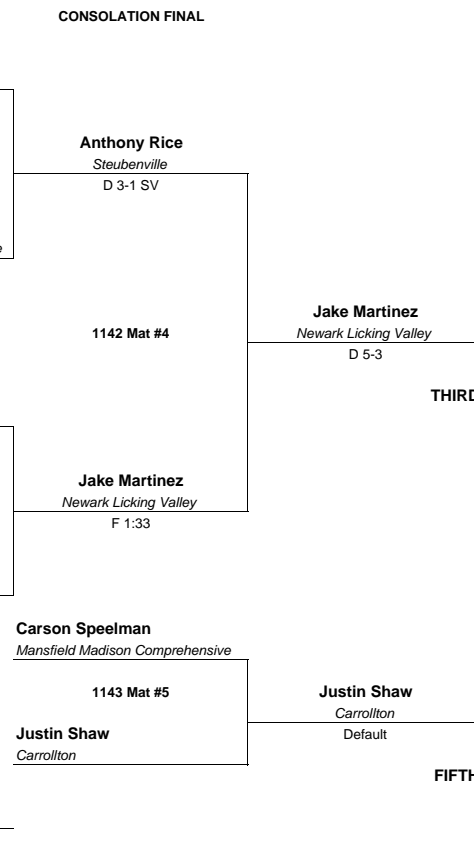 CONSOLATION FINAL
Anthony Rice
Steubenville
D 3-1 SV
1142 Mat #4
Jake Martinez
Newark Licking Valley
D 5-3
THIRD
Jake Martinez
Newark Licking Valley
F 1:33
Carson Speelman
Mansfield Madison Comprehensive
1143 Mat #5
Justin Shaw
Carrollton
Default
Justin Shaw
Carrollton
FIFTH